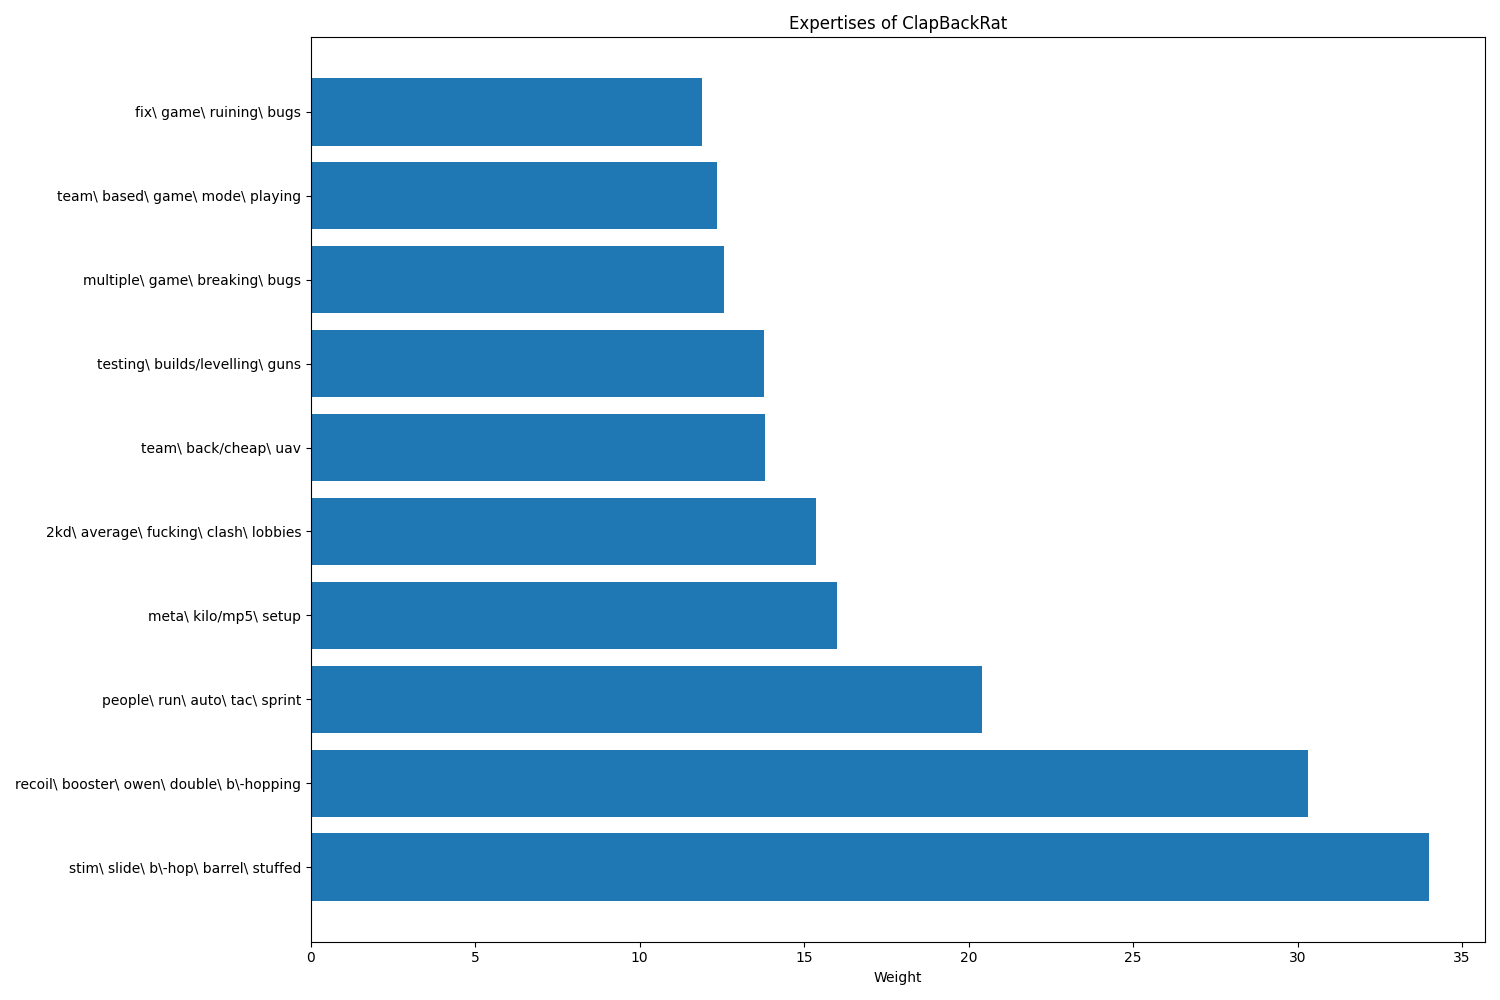 Expertises of ClapBackRat
fix\ game\ ruining\ bugs
team\ based\ game\ mode\ playing
multiple\ game\ breaking\ bugs
testing\ builds/levelling\ guns
team\ back/cheap\ uav
2kd\ average\ fucking\ clash\ lobbies
meta\ kilo/mp5\ setup
people\ run\ auto\ tac\ sprint
recoil\ booster\ owen\ double\ b\-hopping
stim\ slide\ b\-hop\ barrel\ stuffed
0 5 10 15 20 25 30 35
Weight